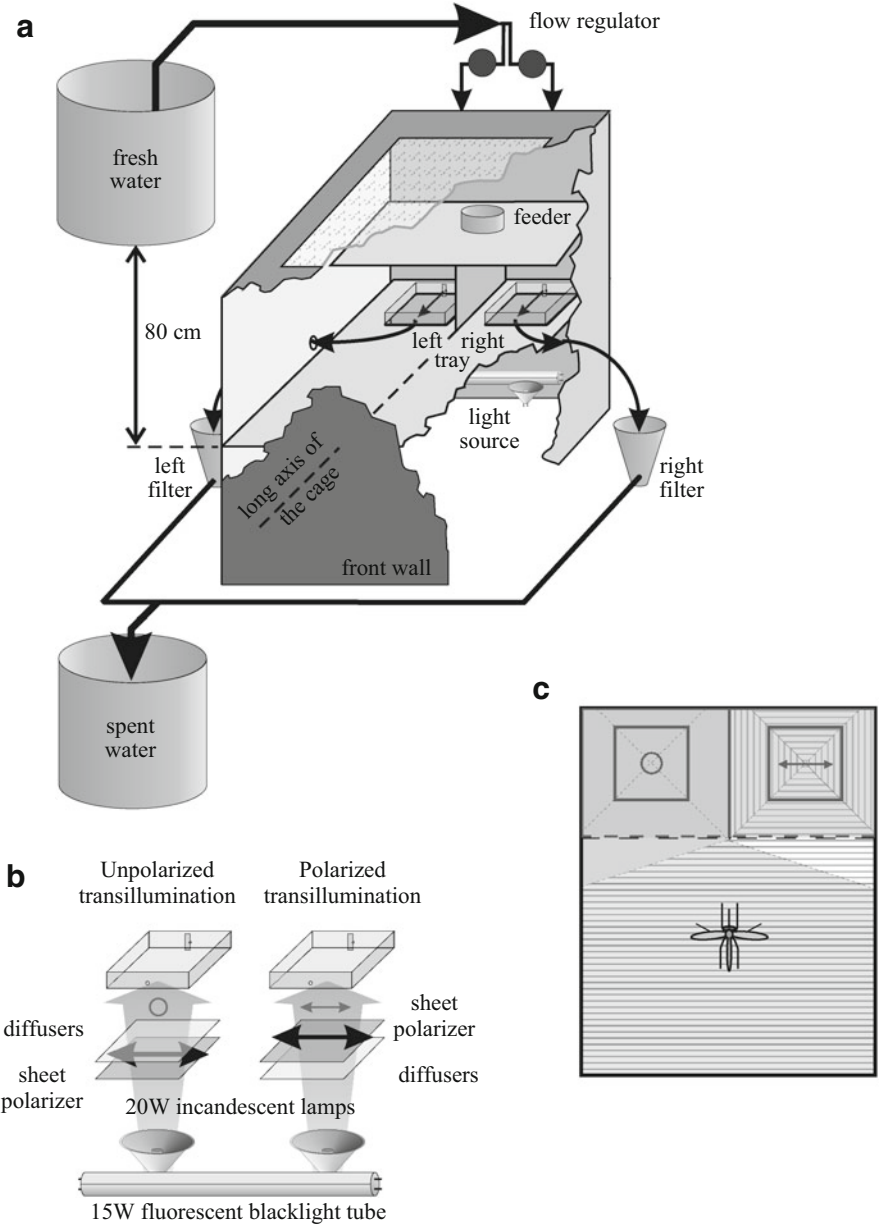 a
flow regulator
fresh
water
feeder
80 cm
left right
tray
light
source
left
filter
long axis of
the cage
right
filter
front wall
spent
water
c
b
Unpolarized
transillumination
Polarized
transillumination
diffusers
sheet
polarizer
sheet
polarizer
diffusers
20W incandescent lamps
15W fluorescent blacklight tube